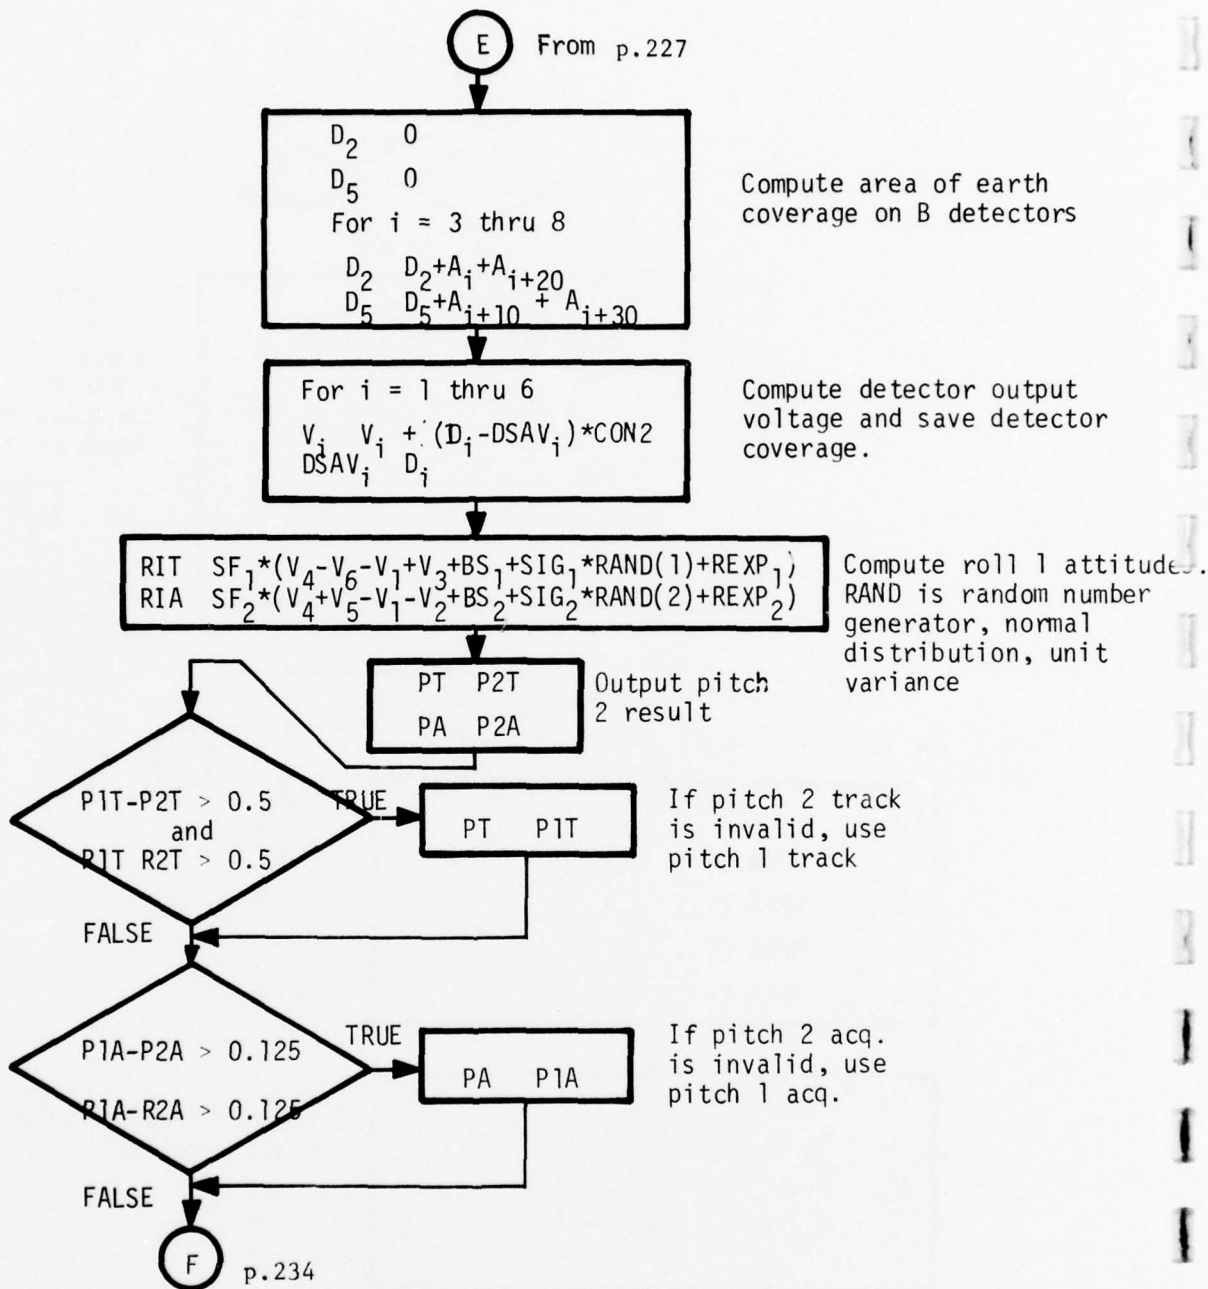 E From p.227
D₂ 0
D₅ 0
For i = 3 thru 8
D₂ D₂+Aᵢ+Aᵢ₊₂₀
D₅ D₅+Aᵢ₊₁₀ + Aᵢ₊₃₀
Compute area of earth
coverage on B detectors
For i = 1 thru 6
Vᵢ Vᵢ + (Dᵢ-DSAVᵢ)*CON2
DSAVᵢ Dᵢ
Compute detector output
voltage and save detector
coverage.
RIT SF₁*(V₄-V₆-V₁+V₃+BS₁+SIG₁*RAND(1)+REXP₁)
RIA SF₂*(V₄+V₅-V₁-V₂+BS₂+SIG₂*RAND(2)+REXP₂)
Compute roll 1 attitudes.
RAND is random number
generator, normal
distribution, unit
variance
PT P2T
PA P2A
Output pitch
2 result
P1T-P2T > 0.5
and
R1T R2T > 0.5
TRUE
PT P1T
If pitch 2 track
is invalid, use
pitch 1 track
FALSE
P1A-P2A > 0.125
R1A-R2A > 0.125
TRUE
PA P1A
If pitch 2 acq.
is invalid, use
pitch 1 acq.
FALSE
F p.234